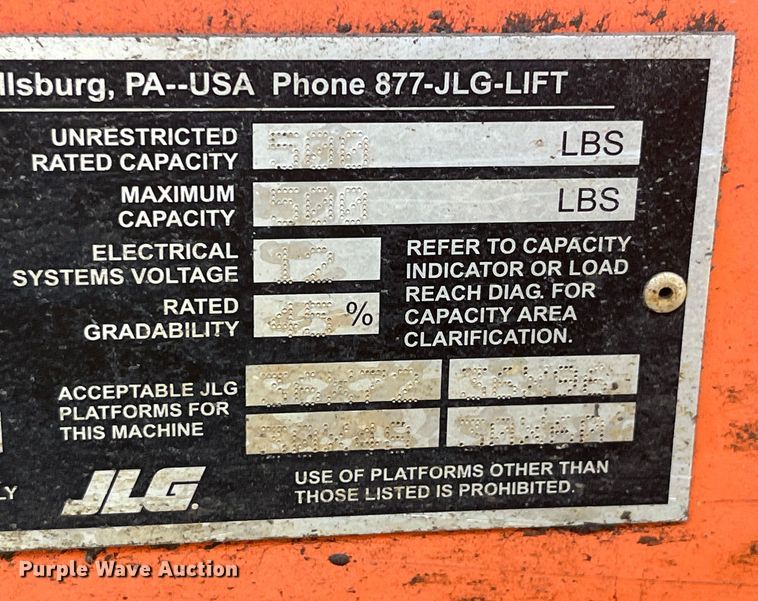 llsburg, PA--USA Phone 877-JLG-LIFT
UNRESTRICTED
RATED CAPACITY 500 LBS
MAXIMUM
CAPACITY 500 LBS
ELECTRICAL
SYSTEMS VOLTAGE 12
RATED
GRADABILITY 45 %
REFER TO CAPACITY
INDICATOR OR LOAD
REACH DIAG. FOR
CAPACITY AREA
CLARIFICATION.
ACCEPTABLE JLG
PLATFORMS FOR
THIS MACHINE
LY
JLG.
USE OF PLATFORMS OTHER THAN
THOSE LISTED IS PROHIBITED.
Purple Wave Auction